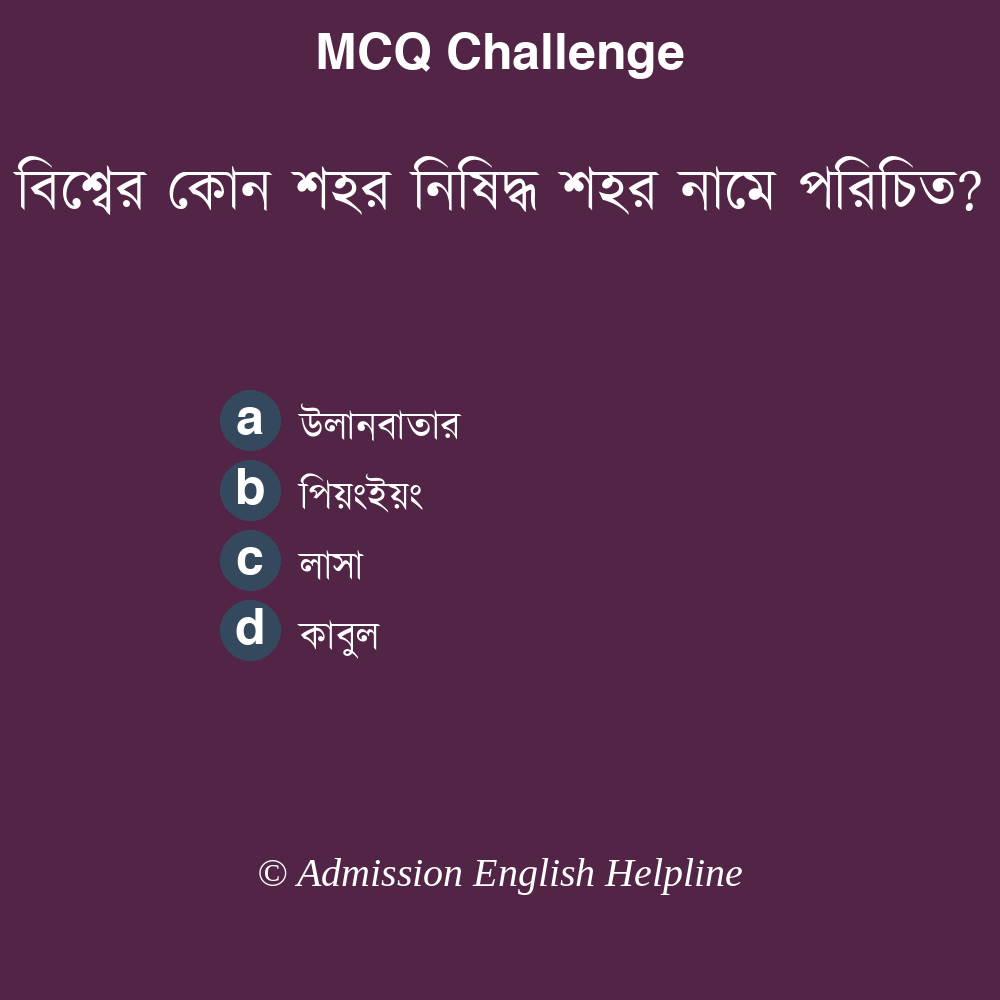 MCQ Challenge
বিশ্বের কোন শহর নিষিদ্ধ শহর নামে পরিচিত?
a উলানবাতার
b পিয়ংইয়ং
c লাসা
d কাবুল
© Admission English Helpline